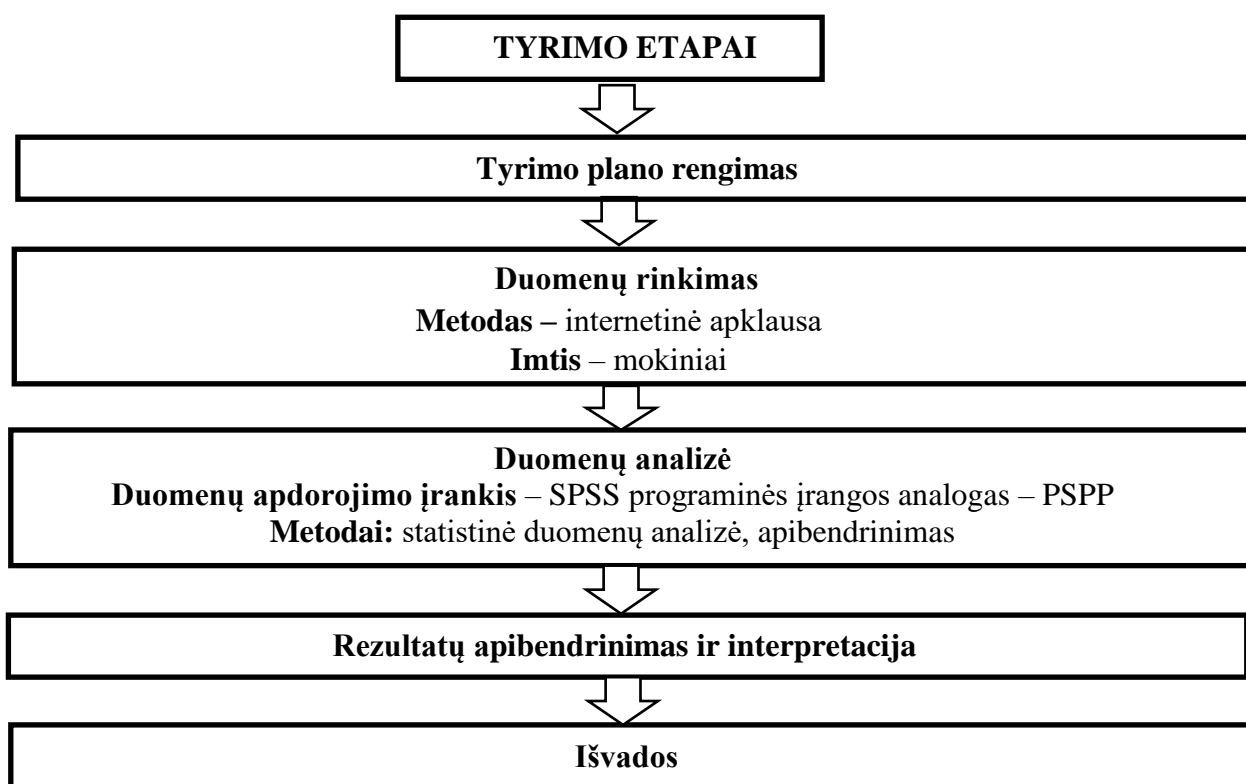 TYRIMO ETAPAI
Tyrimo plano rengimas
Duomenų rinkimas
Metodas – internetinė apklausa
Imtis – mokiniai
Duomenų analizė
Duomenų apdorojimo įrankis – SPSS programinės įrangos analogas – PSPP
Metodai: statistinė duomenų analizė, apibendrinimas
Rezultatų apibendrinimas ir interpretacija
Išvados